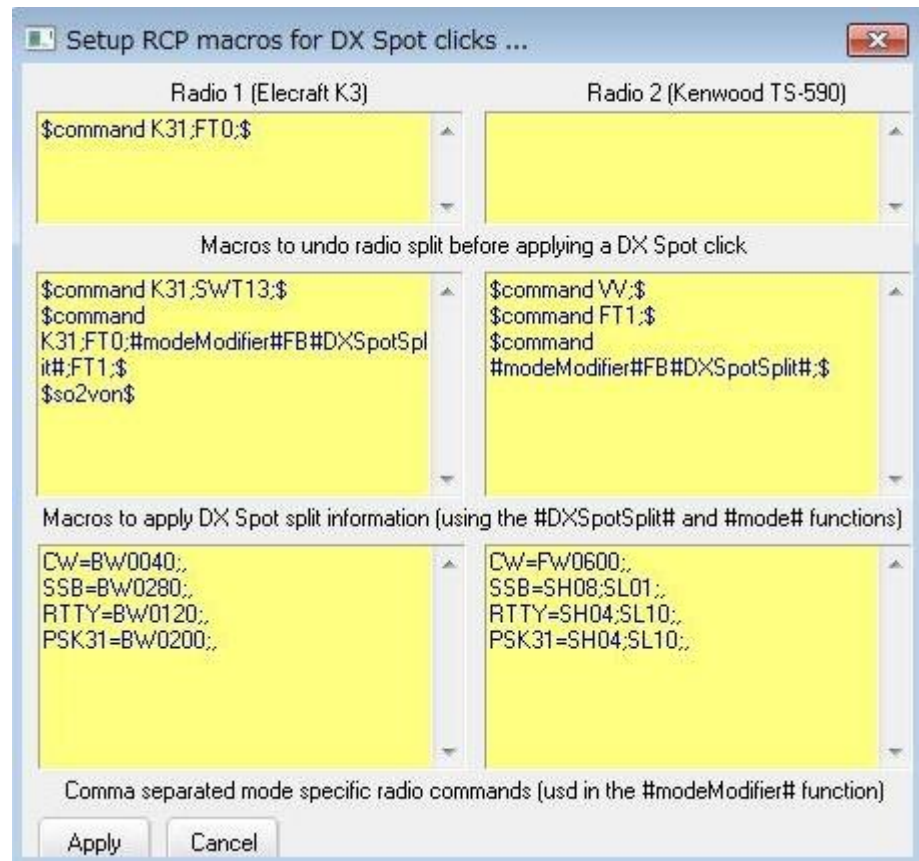 Setup RCP macros for DX Spot clicks ...
Radio 1 (Elecraft K3)
Radio 2 (Kenwood TS-590)
$command K31;FT0;$
Macros to undo radio split before applying a DX Spot click
$command K31;SWT13;$
$command
K31;FT0;#modeModifier#FB#DXSpotSpl
it#;FT1;$
$so2von$
$command VV;$
$command FT1;$
$command
#modeModifier#FB#DXSpotSplit#;$
Macros to apply DX Spot split information (using the #DXSpotSplit# and #mode# functions)
CW=BW0040;,
SSB=BW0280;,
RTTY=BW0120;,
PSK31=BW0200;,
CW=FW0600;,
SSB=SH08;SL01;,
RTTY=SH04;SL10;,
PSK31=SH04;SL10;,
Comma separated mode specific radio commands (usd in the #modeModifier# function)
Apply
Cancel